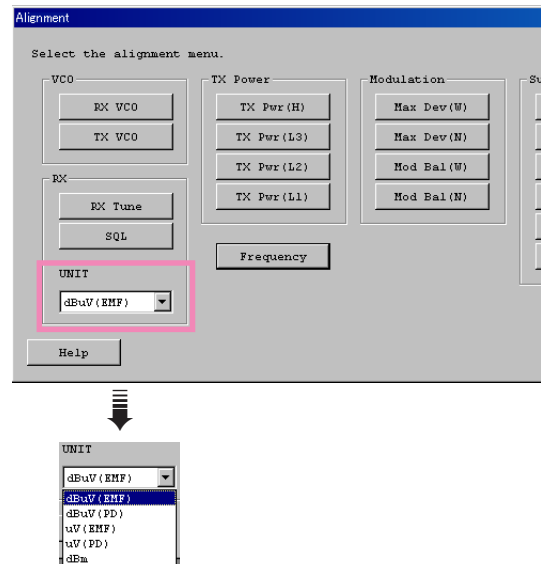 Alignment
Select the alignment menu.
VCO
RX VCO
TX VCO
RX
RX Tune
SQL
UNIT
dBuV(EMF)
TX Power
TX Pwr(H)
TX Pwr(L3)
TX Pwr(L2)
TX Pwr(L1)
Frequency
Modulation
Max Dev(W)
Max Dev(N)
Mod Bal(W)
Mod Bal(N)
Su
Help
UNIT
dBuV(EMF)
dBuV(EMF)
dBuV(PD)
uV(EMF)
uV(PD)
dBm